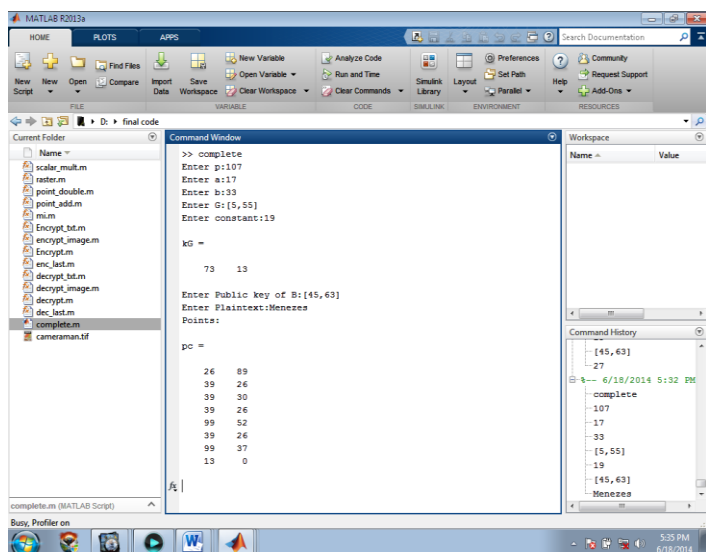 MATLAB R2013a
HOME PLOTS APPS Search Documentation
New Script
New
Open
Find Files
Compare
Import Data
Save Workspace
New Variable
Open Variable
Clear Workspace
Analyze Code
Run and Time
Clear Commands
Simulink Library
Layout
Preferences
Set Path
Parallel
Help
Community
Request Support
Add-Ons
FILE VARIABLE CODE SIMULINK ENVIRONMENT RESOURCES
D: final code
Current Folder
Name
scalar_mult.m
raster.m
point_double.m
point_add.m
mi.m
Encrypt_txt.m
encrypt_image.m
Encrypt.m
enc_last.m
decrypt_txt.m
decrypt_image.m
decrypt.m
dec_last.m
complete.m
cameraman.tif
complete.m (MATLAB Script)
Command Window
>> complete
Enter p:107
Enter a:17
Enter b:33
Enter G:[5,55]
Enter constant:19
kG =
73 13
Enter Public key of B:[45,63]
Enter Plaintext:Menezes
Points:
pc =
26 89
39 26
39 30
39 26
99 52
39 26
99 37
13 0
fx
Workspace
Name Value
Command History
[45,63]
27
%-- 6/18/2014 5:32 PM
complete
107
17
33
[5,55]
19
[45,63]
Menezes
Busy, Profiler on
5:35 PM
6/18/2014